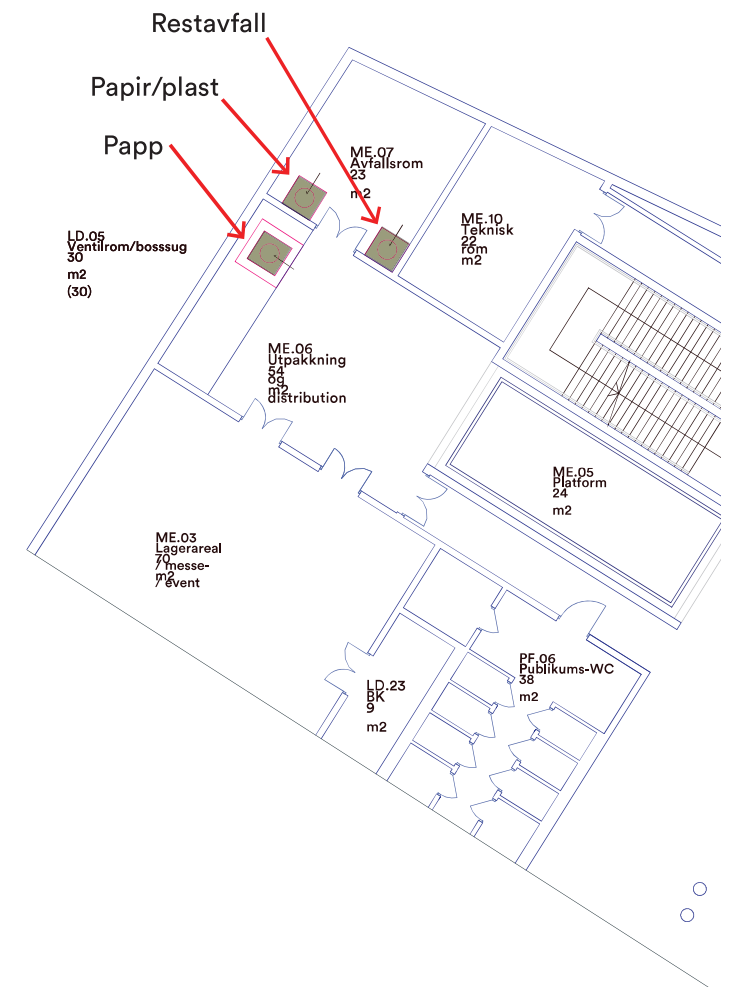 Restavfall
Papir/plast
Papp
ME.07
Avfallsrom
23
m2
ME.10
Teknisk
22
rom
m2
LD.05
Ventilrom/bosssug
30
m2
(30)
ME.06
Utpakkning
54
og
m2
distribution
ME.05
Platform
24
m2
ME.03
Lagerareal
70
/ messe-
m2
/ event
PF.06
Publikums-WC
38
m2
LD.23
BK
9
m2